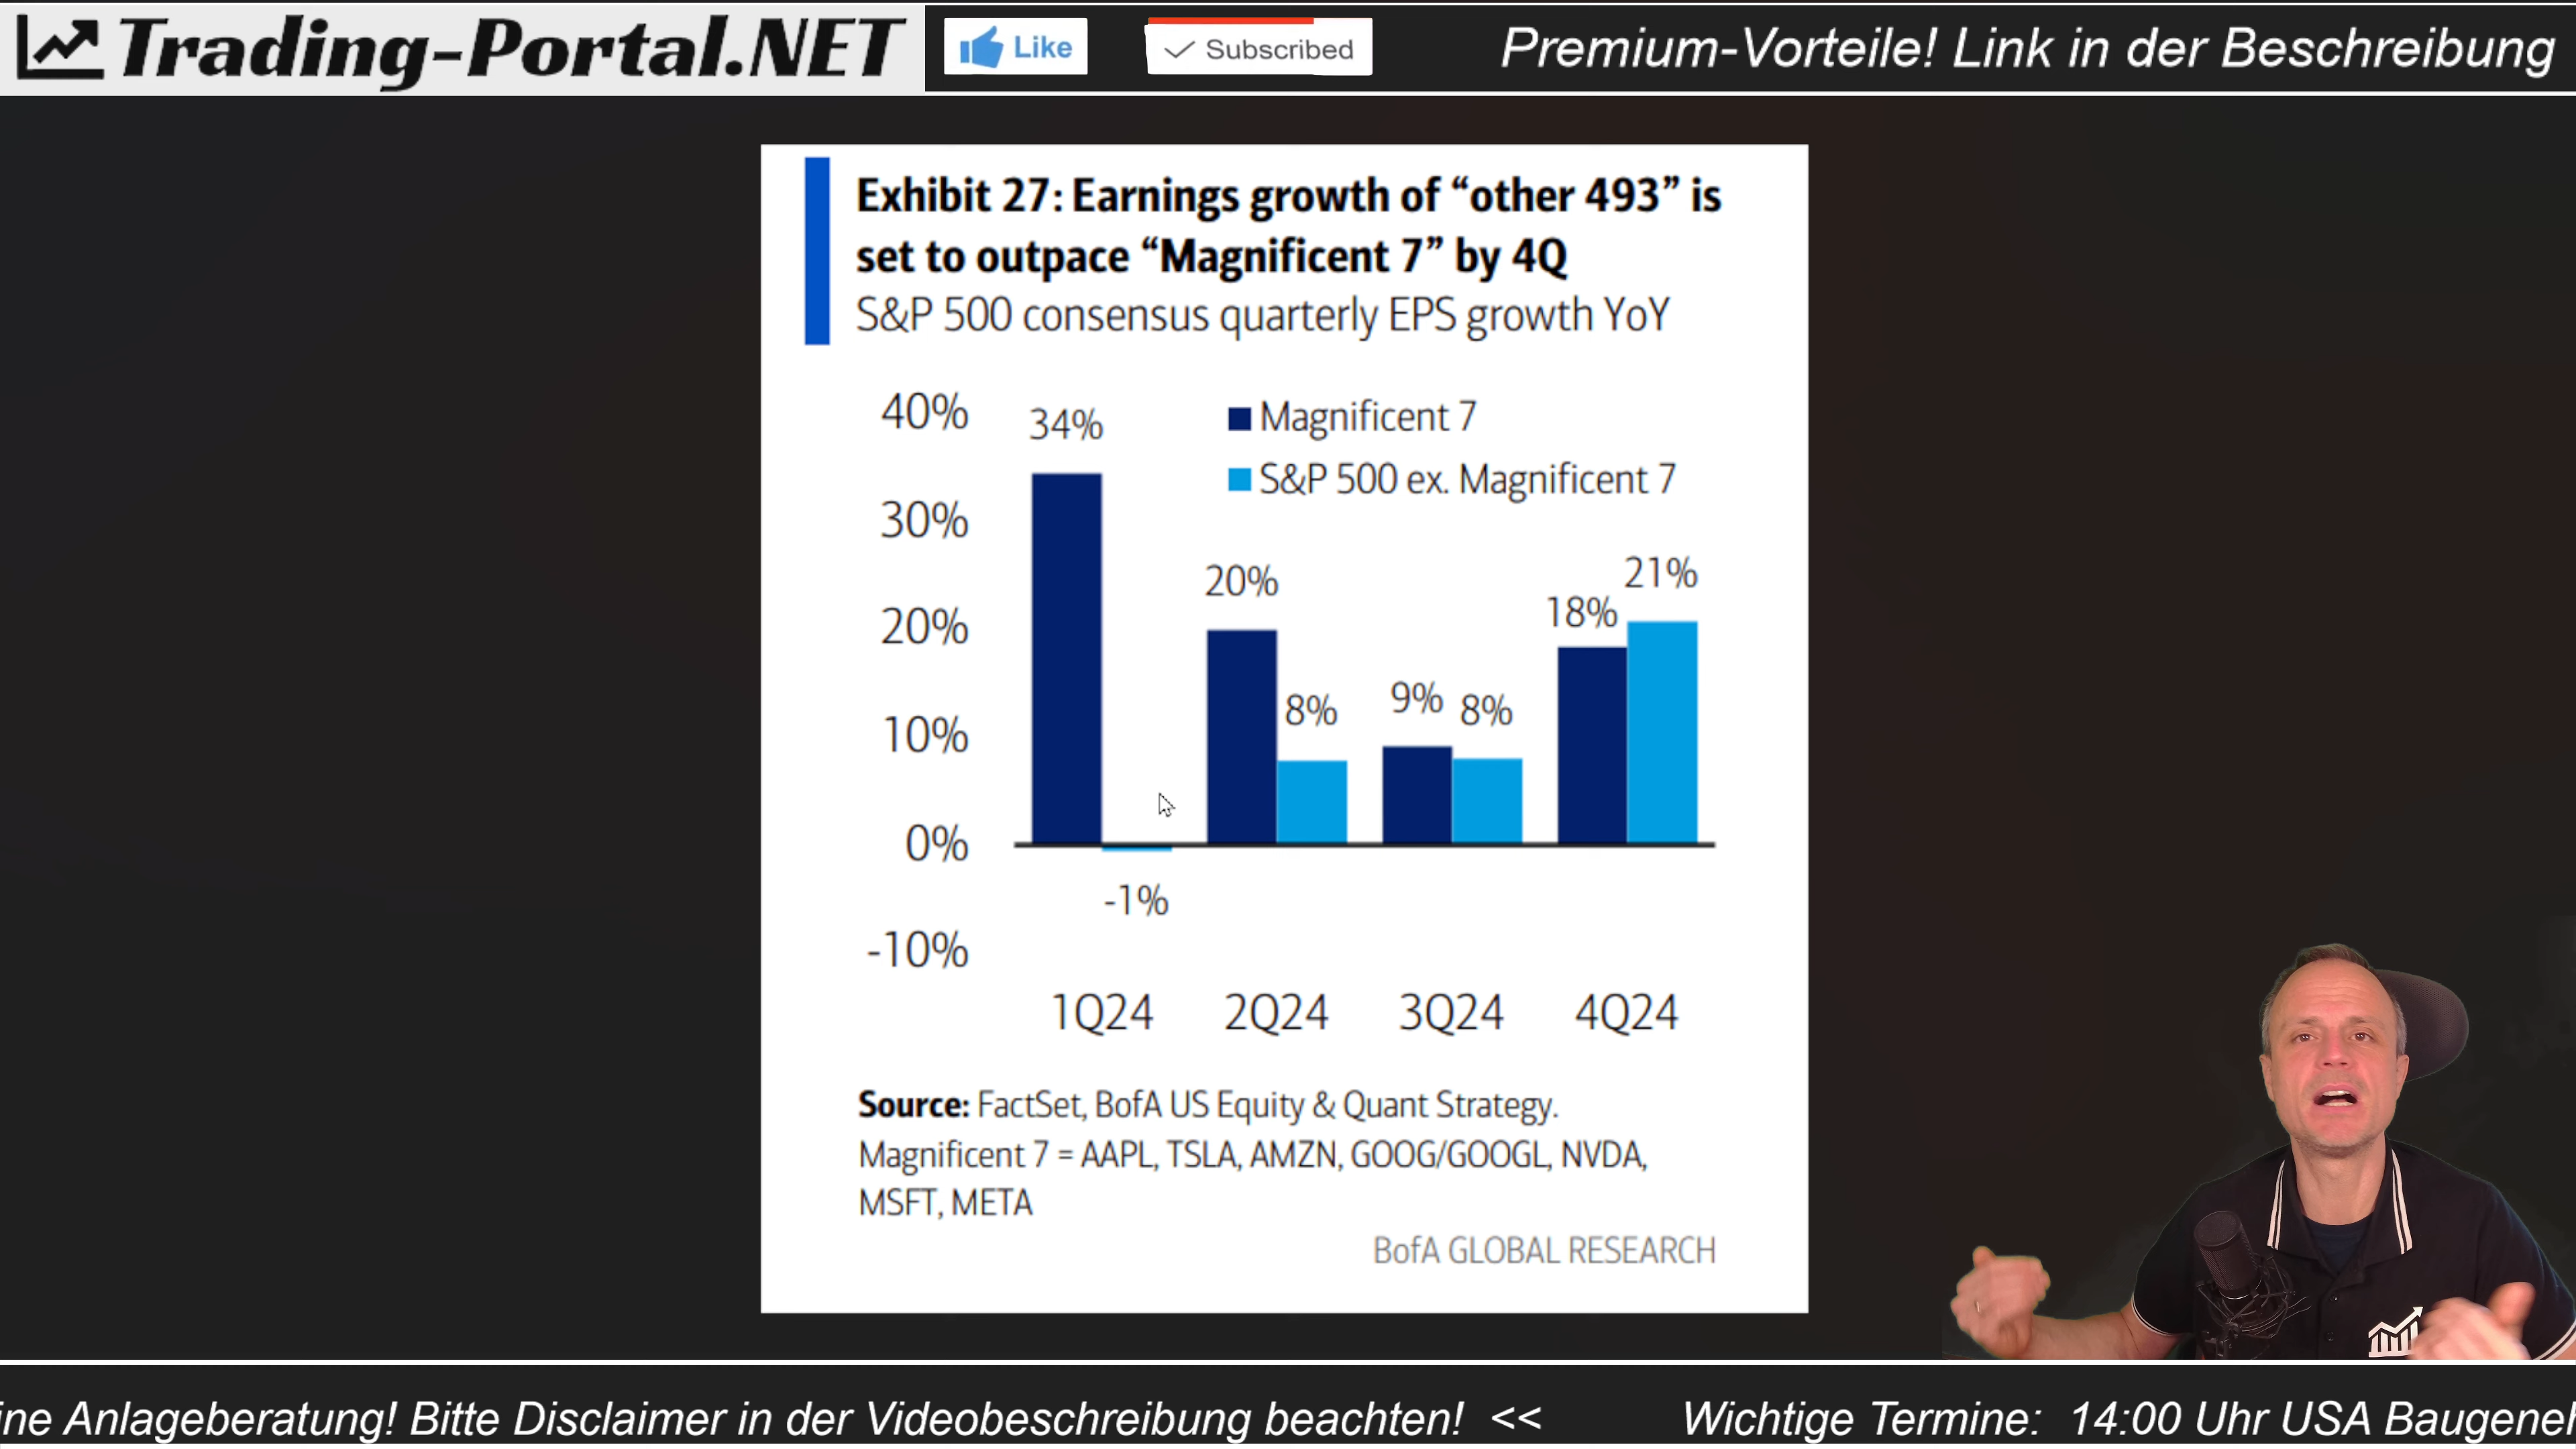 Trading-Portal.NET
Like
Subscribed
Premium-Vorteile! Link in der Beschreibung
Exhibit 27: Earnings growth of “other 493” is
set to outpace “Magnificent 7” by 4Q
S&P 500 consensus quarterly EPS growth YoY
40%
34%
Magnificent 7
S&P 500 ex. Magnificent 7
30%
21%
20%
18%
20%
9%
8%
8%
10%
0%
-1%
-10%
1Q24 2Q24 3Q24 4Q24
Source: FactSet, BofA US Equity & Quant Strategy.
Magnificent 7 = AAPL, TSLA, AMZN, GOOG/GOOGL, NVDA,
MSFT, META
BofA GLOBAL RESEARCH
Anlageberatung! Bitte Disclaimer in der Videobeschreibung beachten! << Wichtige Termine: 14:00 Uhr USA